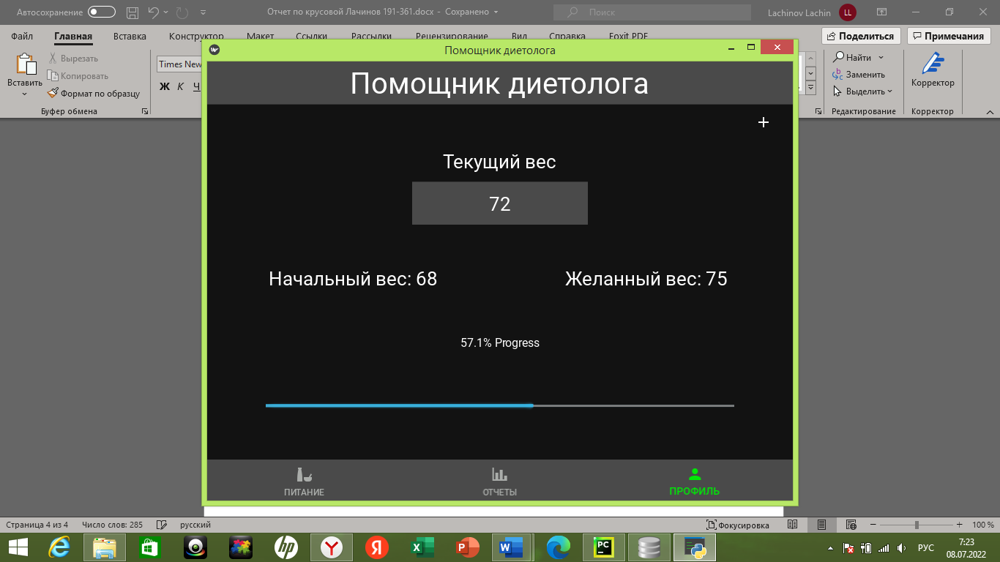 Автосохранение
Отчет по крусовой Лачинов 191-361.docx - Сохранено
Поиск
Lachinov Lachin
LL
Файл Главная Вставка Конструктор Макет Ссылки Рассылки Рецензирование Вид Справка Foxit PDF
Поделиться
Примечания
Вставить
Вырезать
Копировать
Формат по образцу
Буфер обмена
Times New
Ж К Ч
Найти
Заменить
Выделить
Редактирование
Корректор
Корректор
Помощник диетолога
Помощник диетолога
+
Текущий вес
72
Начальный вес: 68
Желанный вес: 75
57.1% Progress
ПИТАНИЕ
ОТЧЕТЫ
ПРОФИЛЬ
Страница 4 из 4 Число слов: 285 русский
Фокусировка
100 %
РУС
7:23
08.07.2022